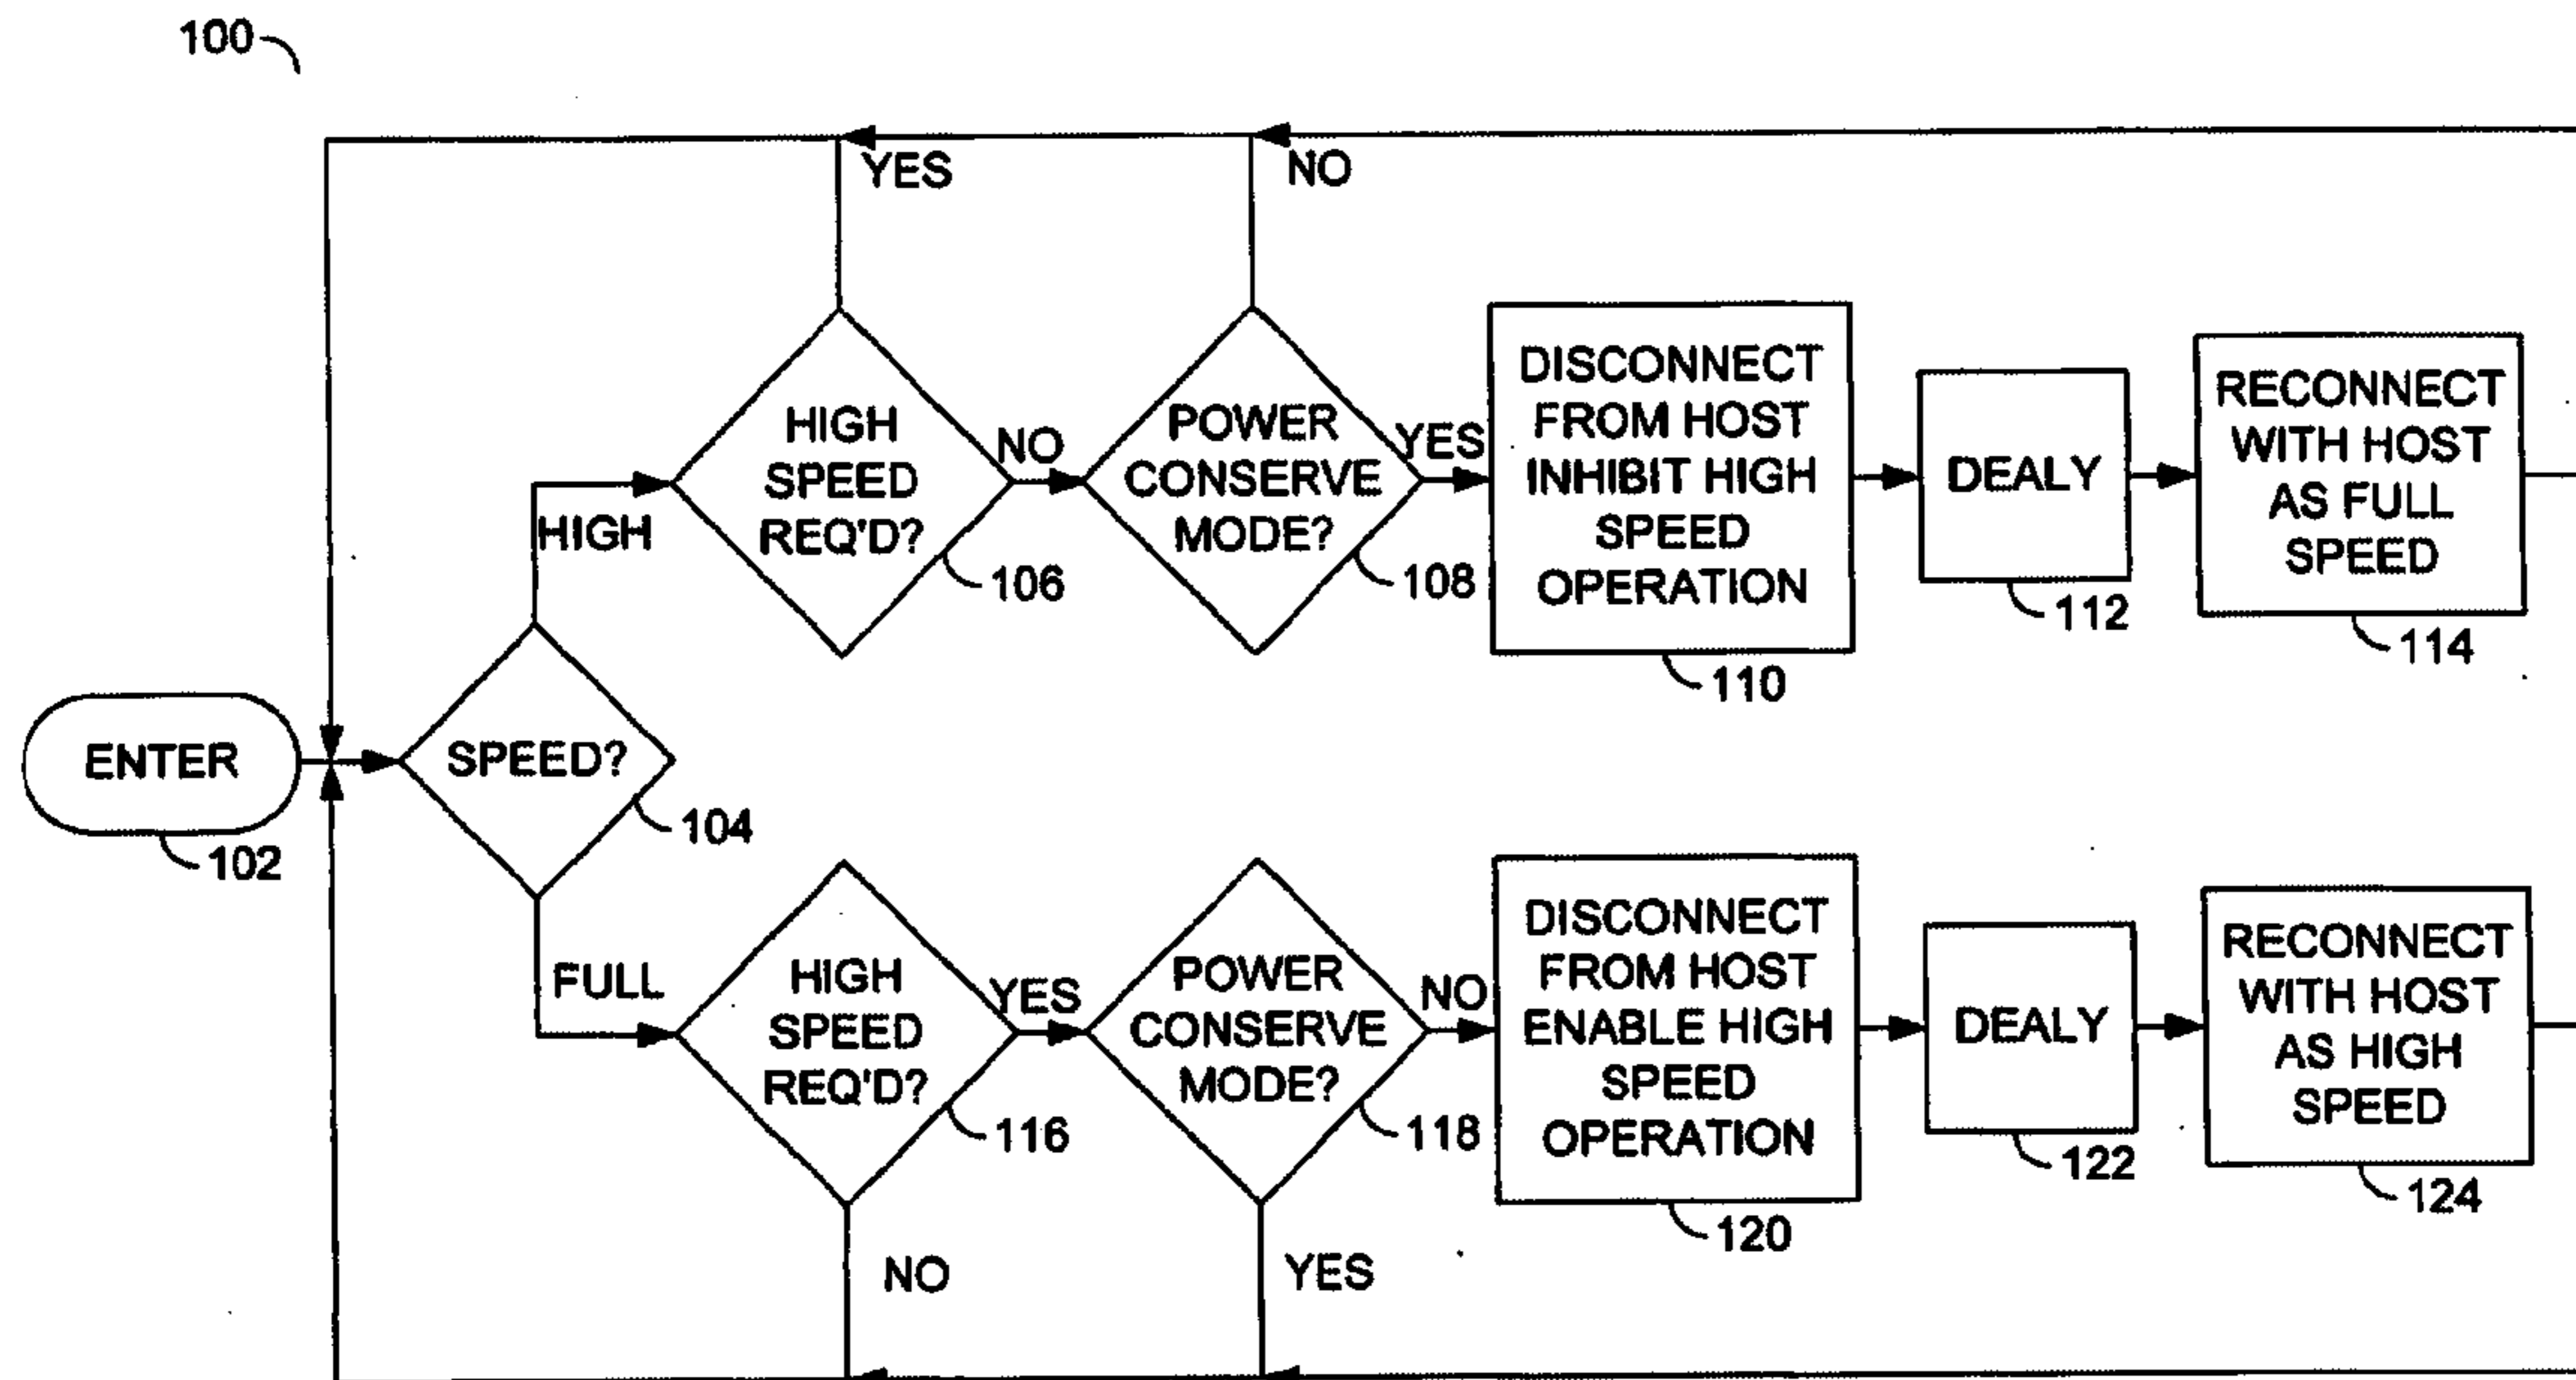 100
YES
NO
HIGH
SPEED
REQ'D?
NO
106
POWER
CONSERVE
MODE?
YES
108
DISCONNECT
FROM HOST
INHIBIT HIGH
SPEED
OPERATION
110
DEALY
112
RECONNECT
WITH HOST
AS FULL
SPEED
114
HIGH
ENTER
102
SPEED?
104
FULL
HIGH
SPEED
REQ'D?
YES
116
NO
POWER
CONSERVE
MODE?
NO
118
YES
DISCONNECT
FROM HOST
ENABLE HIGH
SPEED
OPERATION
120
DEALY
122
RECONNECT
WITH HOST
AS HIGH
SPEED
124